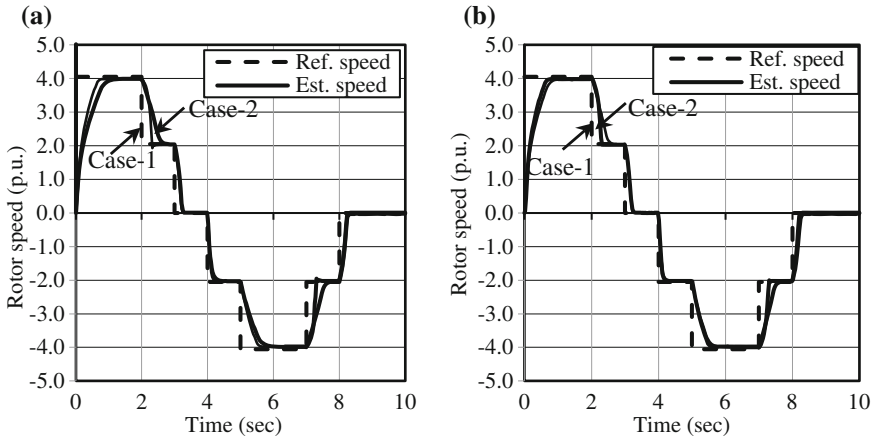 (a)
5.0
4.0
3.0
2.0
1.0
0.0
-1.0
-2.0
-3.0
-4.0
-5.0
Rotor speed (p.u.)
Ref. speed
Est. speed
Case-2
Case-1
0 2 4 6 8 10
Time (sec)
(b)
5.0
4.0
3.0
2.0
1.0
0.0
-1.0
-2.0
-3.0
-4.0
-5.0
Rotor speed (p.u.)
Ref. speed
Est. speed
Case-2
Case-1
0 2 4 6 8 10
Time (sec)